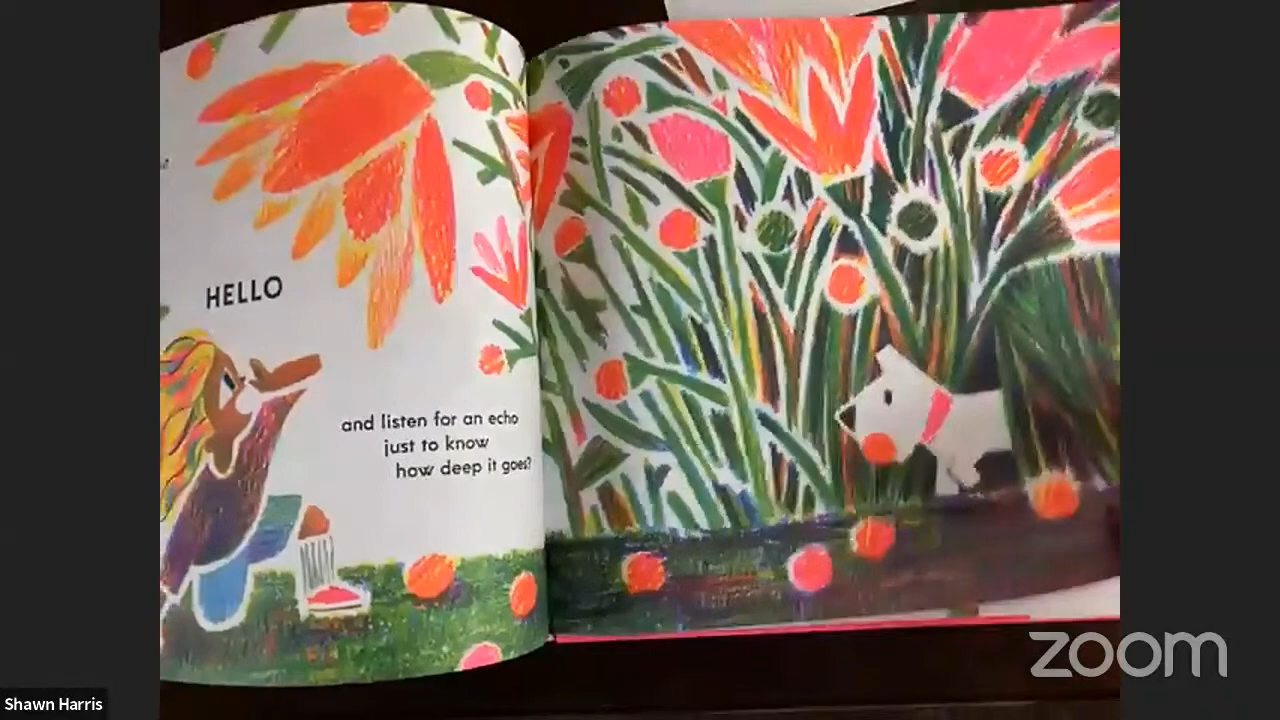 HELLO
and listen for an echo
just to know
how deep it goes?
zoom
Shawn Harris